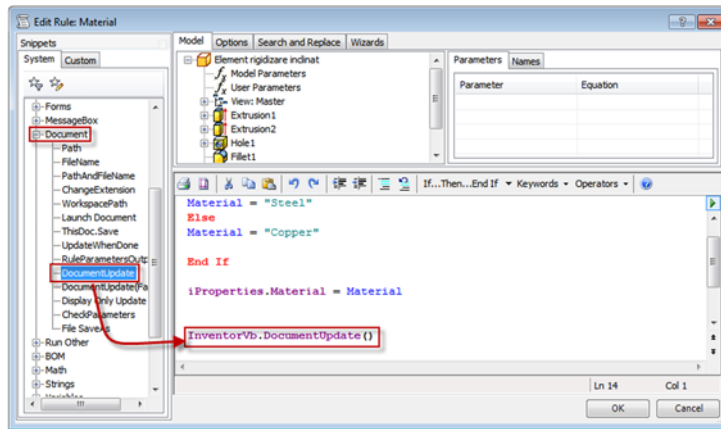 Edit Rule: Material
Snippets
System Custom
Forms
MessageBox
Document
Path
FileName
PathAndFileName
ChangeExtension
WorkspacePath
Launch Document
ThisDoc.Save
UpdateWhenDone
RuleParametersOutp
DocumentUpdate
DocumentUpdate(Fa
Display Only Update
CheckParameters
File SaveAs
Run Other
BOM
Math
Strings
Model Options Search and Replace Wizards
Element rigidizare inclinat
Model Parameters
User Parameters
View: Master
Extrusion1
Extrusion2
Hole1
Fillet1
Parameters Names
Parameter Equation
If...Then...End If Keywords Operators
Material = "Steel"
Else
Material = "Copper"
End If
iProperties.Material = Material
InventorVb.DocumentUpdate()
Ln 14 Col 1
OK Cancel